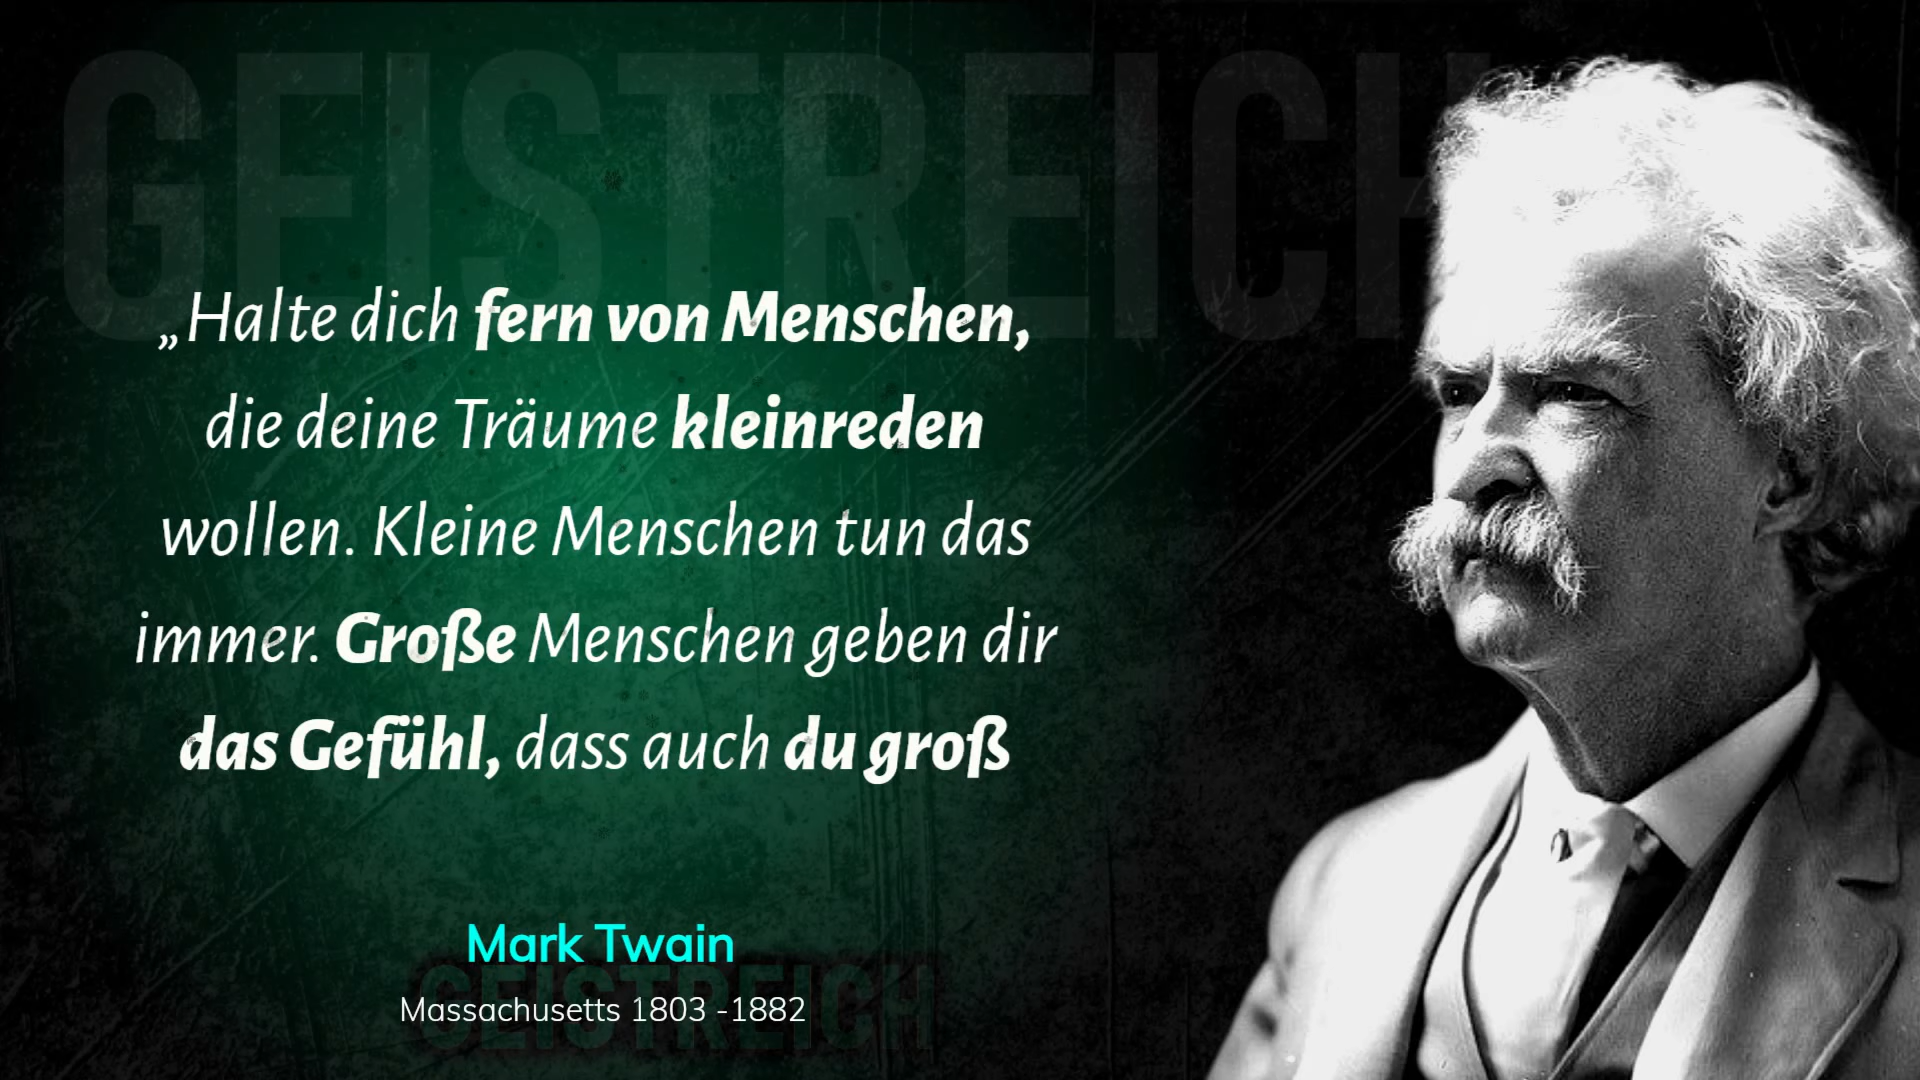 GEISTREICH
„Halte dich fern von Menschen,
die deine Träume kleinreden
wollen. Kleine Menschen tun das
immer. Große Menschen geben dir
das Gefühl, dass auch du groß
Mark Twain
GEISTREICH
Massachusetts 1803 -1882